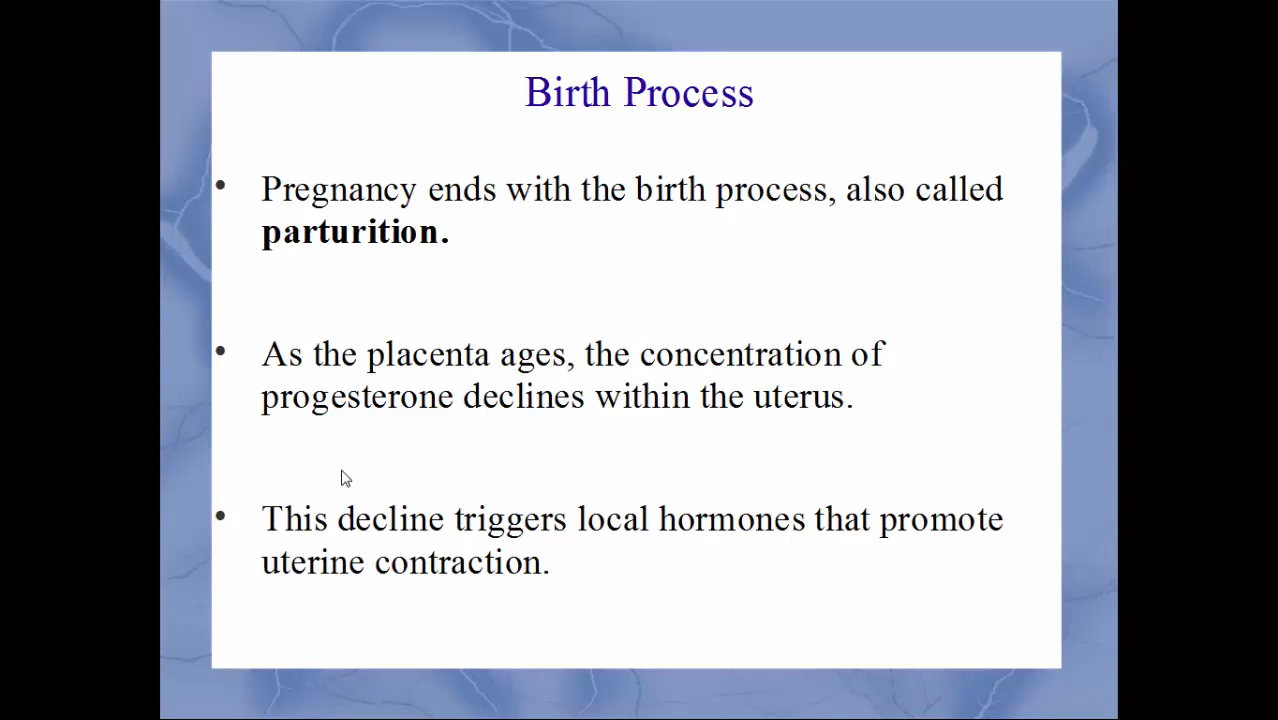 Birth Process
• Pregnancy ends with the birth process, also called
parturition.
• As the placenta ages, the concentration of
progesterone declines within the uterus.
• This decline triggers local hormones that promote
uterine contraction.